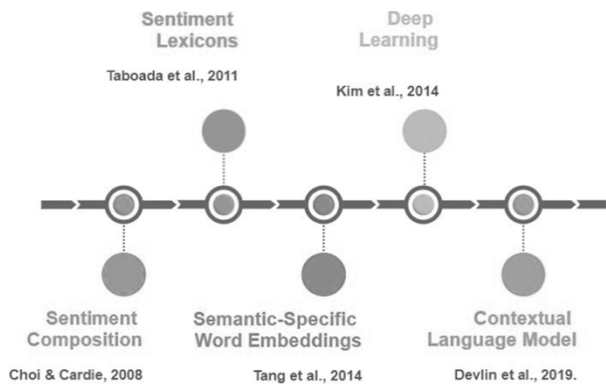 Sentiment
Lexicons
Taboada et al., 2011
Deep
Learning
Kim et al., 2014
Sentiment
Composition
Choi & Cardie, 2008
Semantic-Specific
Word Embeddings
Tang et al., 2014
Contextual
Language Model
Devlin et al., 2019.